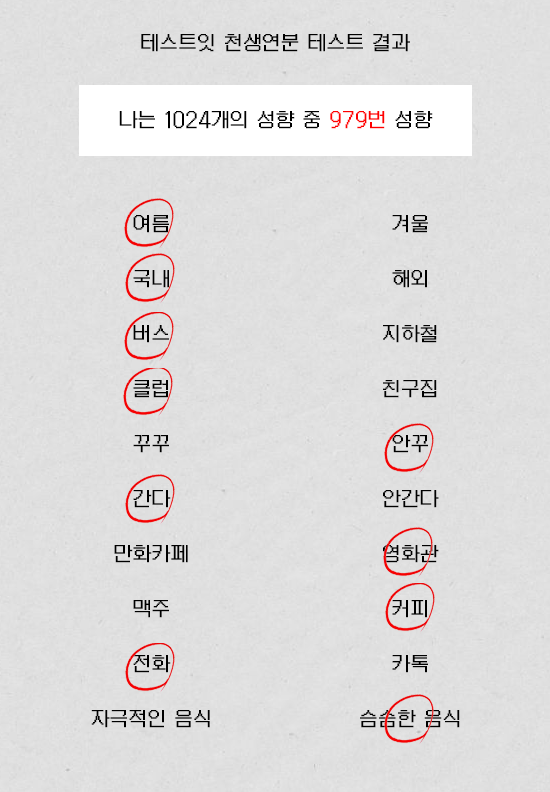 테스트잇 천생연분 테스트 결과
나는 1024개의 성향 중 979번 성향
여름 겨울
국내 해외
버스 지하철
클럽 친구집
꾸꾸 안꾸
간다 안간다
만화카페 영화관
맥주 커피
전화 카톡
자극적인 음식 슴슴한 음식